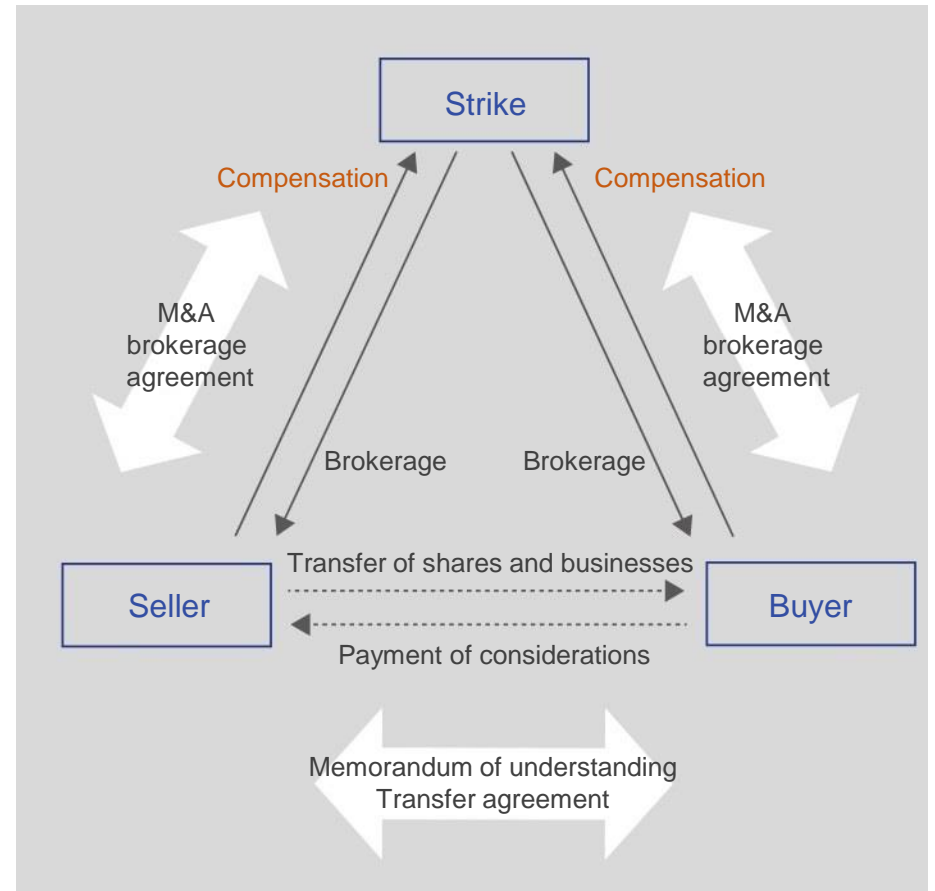 Strike
Compensation
Compensation
M&A
brokerage
agreement
M&A
brokerage
agreement
Brokerage
Brokerage
Transfer of shares and businesses
Seller
Buyer
Payment of considerations
Memorandum of understanding
Transfer agreement